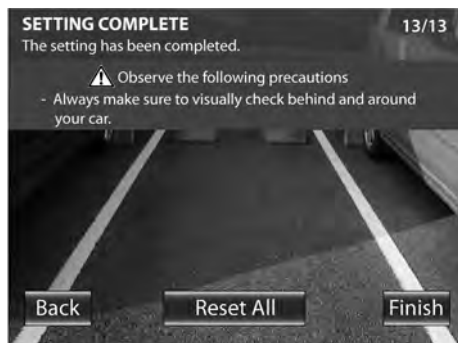 SETTING COMPLETE
13/13
The setting has been completed.
Observe the following precautions
- Always make sure to visually check behind and around
your car.
Back
Reset All
Finish